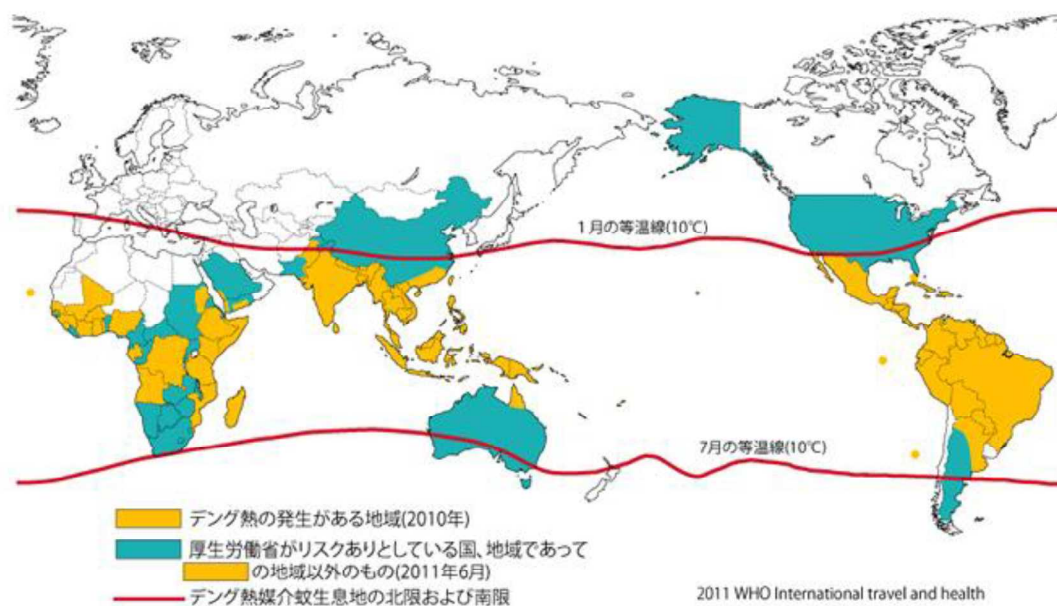 1月の等温線(10℃)
7月の等温線(10℃)
デング熱の発生がある地域(2010年)
厚生労働省がリスクありとしている国、地域であって
の地域以外のもの(2011年6月)
デング熱媒介蚊生息地の北限および南限
2011 WHO International travel and health